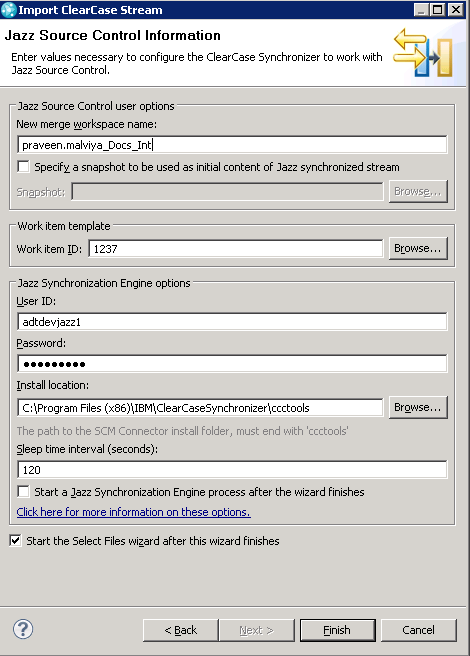 Import ClearCase Stream
Jazz Source Control Information
Enter values necessary to configure the ClearCase Synchronizer to work with
Jazz Source Control.
Jazz Source Control user options
New merge workspace name:
praveen.malviya_Docs_Int
Specify a snapshot to be used as initial content of Jazz synchronized stream
Snapshot:
Browse...
Work item template
Work item ID: 1237 Browse...
Jazz Synchronization Engine options
User ID:
adtdevjazz1
Password:
●●●●●●●●●
Install location:
C:\Program Files (x86)\IBM\ClearCaseSynchronizer\ccctools Browse...
The path to the SCM Connector install folder, must end with 'ccctools'
Sleep time interval (seconds):
120
Start a Jazz Synchronization Engine process after the wizard finishes
Click here for more information on these options.
Start the Select Files wizard after this wizard finishes
? < Back Next > Finish Cancel